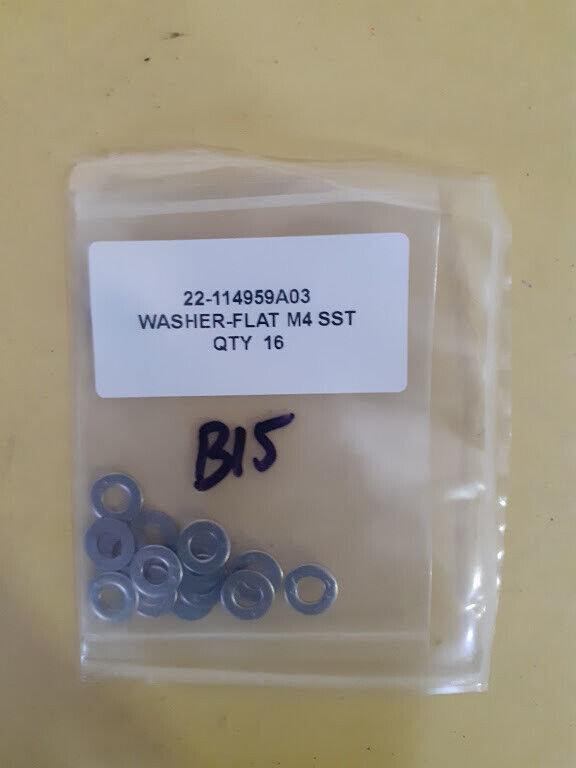 22-114959A03
WASHER-FLAT M4 SST
QTY 16
B15